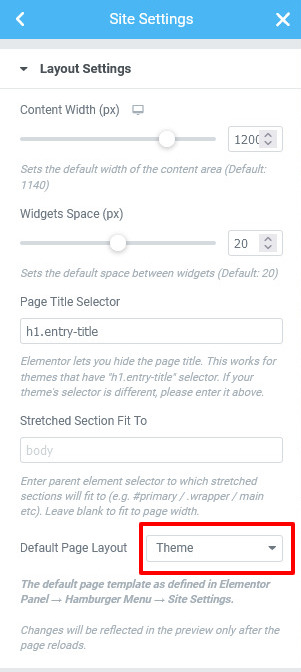 Site Settings
Layout Settings
Content Width (px)
1200
Sets the default width of the content area (Default:
1140)
Widgets Space (px)
20
Sets the default space between widgets (Default: 20)
Page Title Selector
h1.entry-title
Elementor lets you hide the page title. This works for
themes that have "h1.entry-title" selector. If your
theme's selector is different, please enter it above.
Stretched Section Fit To
body
Enter parent element selector to which stretched
sections will fit to (e.g. #primary / .wrapper / main
etc). Leave blank to fit to page width.
Default Page Layout
Theme
The default page template as defined in Elementor
Panel → Hamburger Menu → Site Settings.
Changes will be reflected in the preview only after the
page reloads.